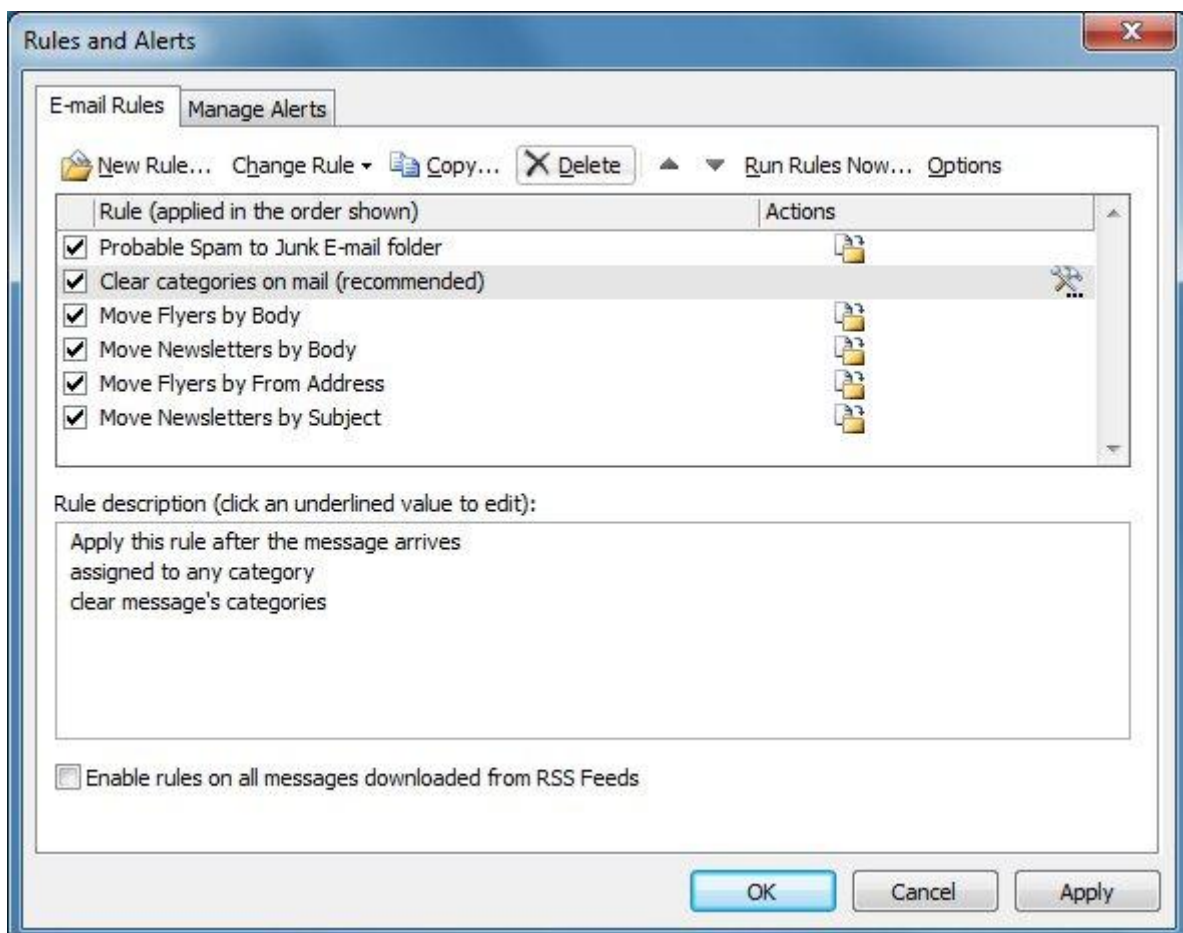 Rules and Alerts
E-mail Rules Manage Alerts
New Rule... Change Rule Copy... Delete Run Rules Now... Options
Rule (applied in the order shown) Actions
Probable Spam to Junk E-mail folder
Clear categories on mail (recommended)
Move Flyers by Body
Move Newsletters by Body
Move Flyers by From Address
Move Newsletters by Subject
Rule description (click an underlined value to edit):
Apply this rule after the message arrives
assigned to any category
clear message's categories
Enable rules on all messages downloaded from RSS Feeds
OK Cancel Apply